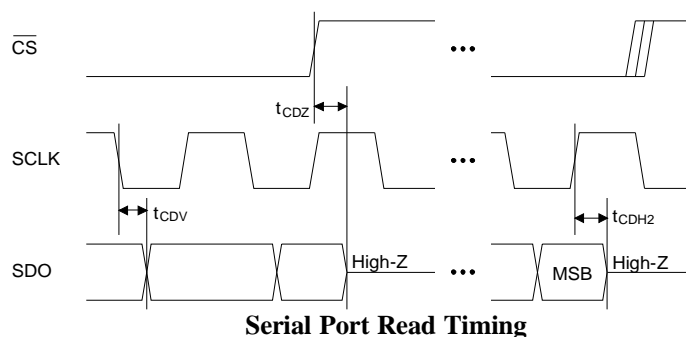 CS
•••
tCDZ
SCLK
•••
tCDV
tCDH2
SDO
High-Z
•••
MSB
High-Z
Serial Port Read Timing